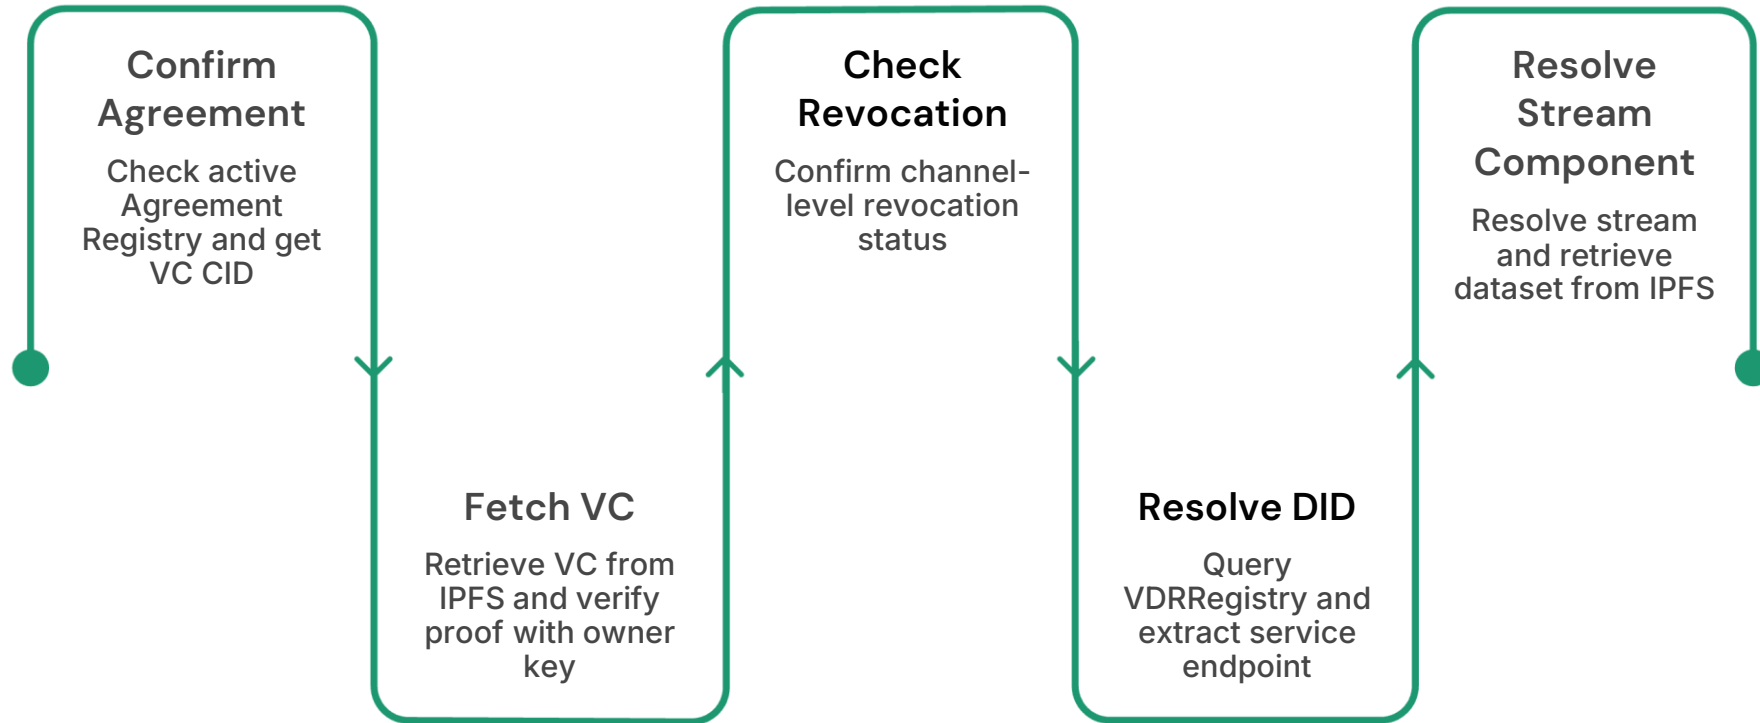 Confirm
Agreement
Check active
Agreement
Registry and get
VC CID
Fetch VC
Retrieve VC from
IPFS and verify
proof with owner
key
Check
Revocation
Confirm channel-
level revocation
status
Resolve DID
Query
VDRRegistry and
extract service
endpoint
Resolve
Stream
Component
Resolve stream
and retrieve
dataset from IPFS